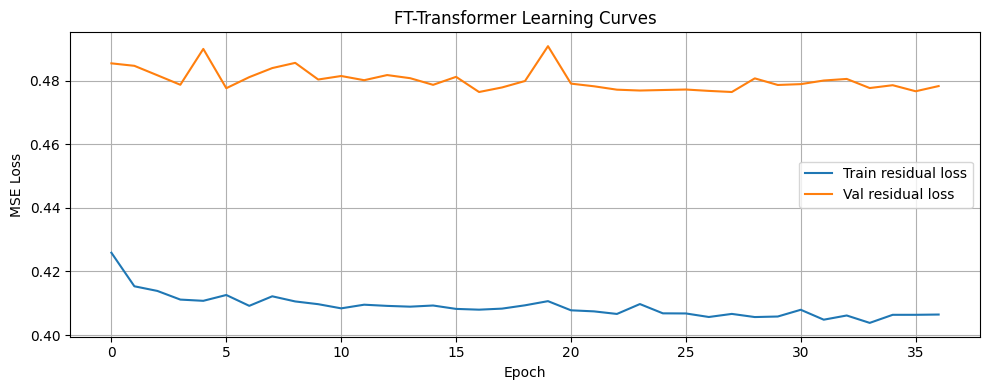 FT-Transformer Learning Curves
MSE Loss
0.48
0.46
0.44
0.42
0.40
Train residual loss
Val residual loss
0 5 10 15 20 25 30 35
Epoch